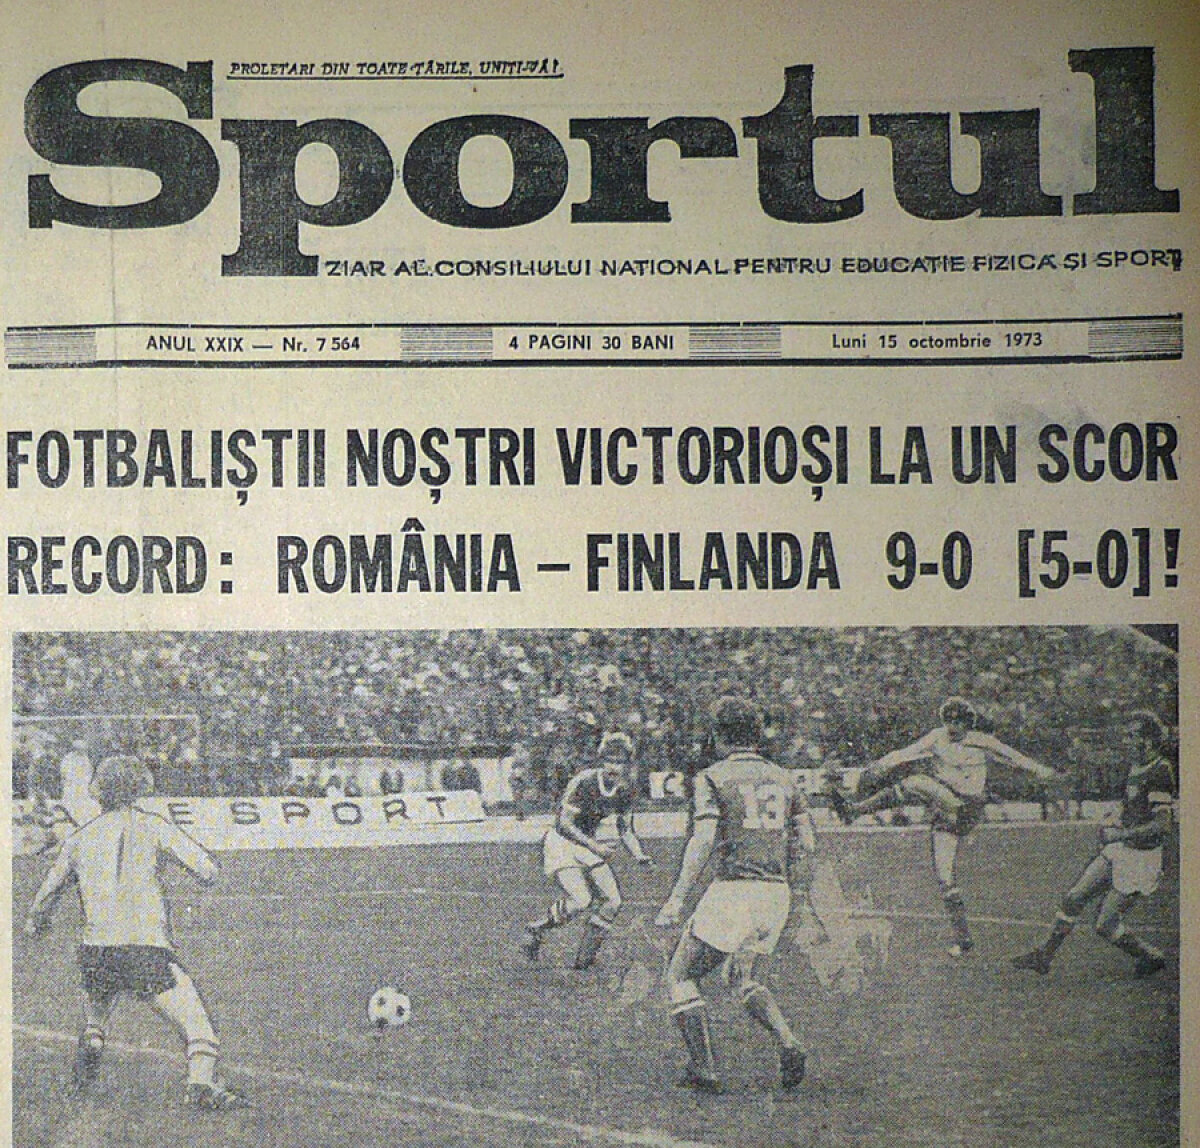 PROLETARI DIN TOATE ȚĂRILE, UNIȚI-VĂ!
Sportul
ZIAR AL CONSILIULUI NAȚIONAL PENTRU EDUCAȚIE FIZICĂ ȘI SPORT
ANUL XXIX — Nr. 7 564
4 PAGINI 30 BANI
Luni 15 octombrie 1973
FOTBALIȘTII NOȘTRI VICTORIOȘI LA UN SCOR
RECORD: ROMÂNIA – FINLANDA 9-0 [5-0]!
SPORT
1
13